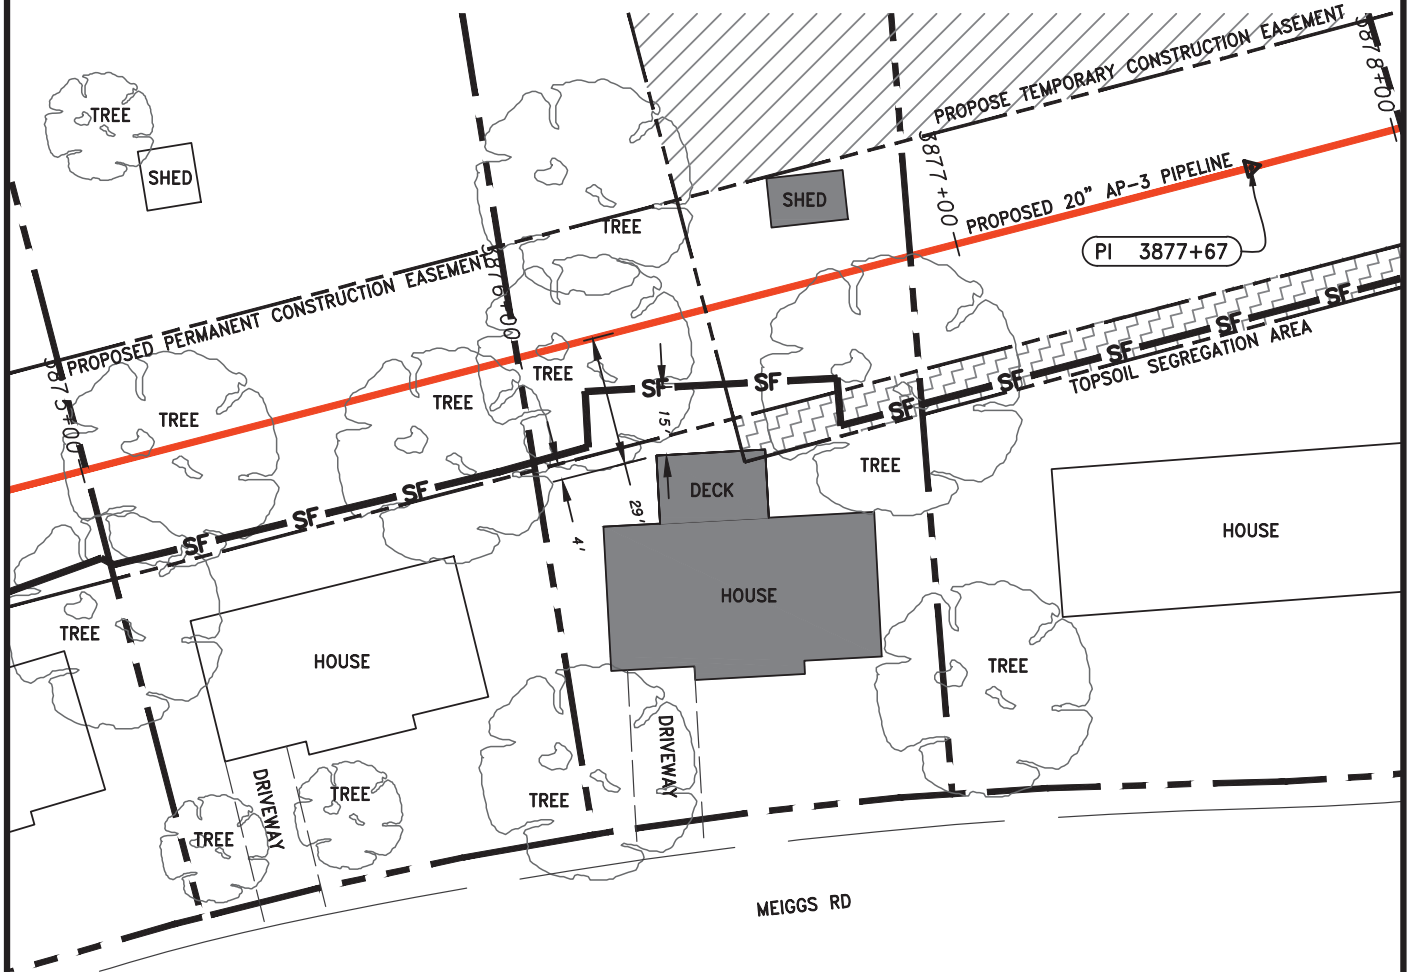 PROPOSE TEMPORARY CONSTRUCTION EASEMENT
3878+00
TREE
SHED
SHED
3877+00
PROPOSED 20" AP-3 PIPELINE
TREE
PI 3877+67
PROPOSED PERMANENT CONSTRUCTION EASEMENT
3876+00
SF
SF
SF
SF
TOPSOIL SEGREGATION AREA
3875+00
TREE
TREE
TREE
SF
SF
SF
SF
15'
TREE
SF
SF
SF
DECK
29'
4'
HOUSE
HOUSE
TREE
HOUSE
TREE
DRIVEWAY
TREE
DRIVEWAY
TREE
TREE
MEIGGS RD